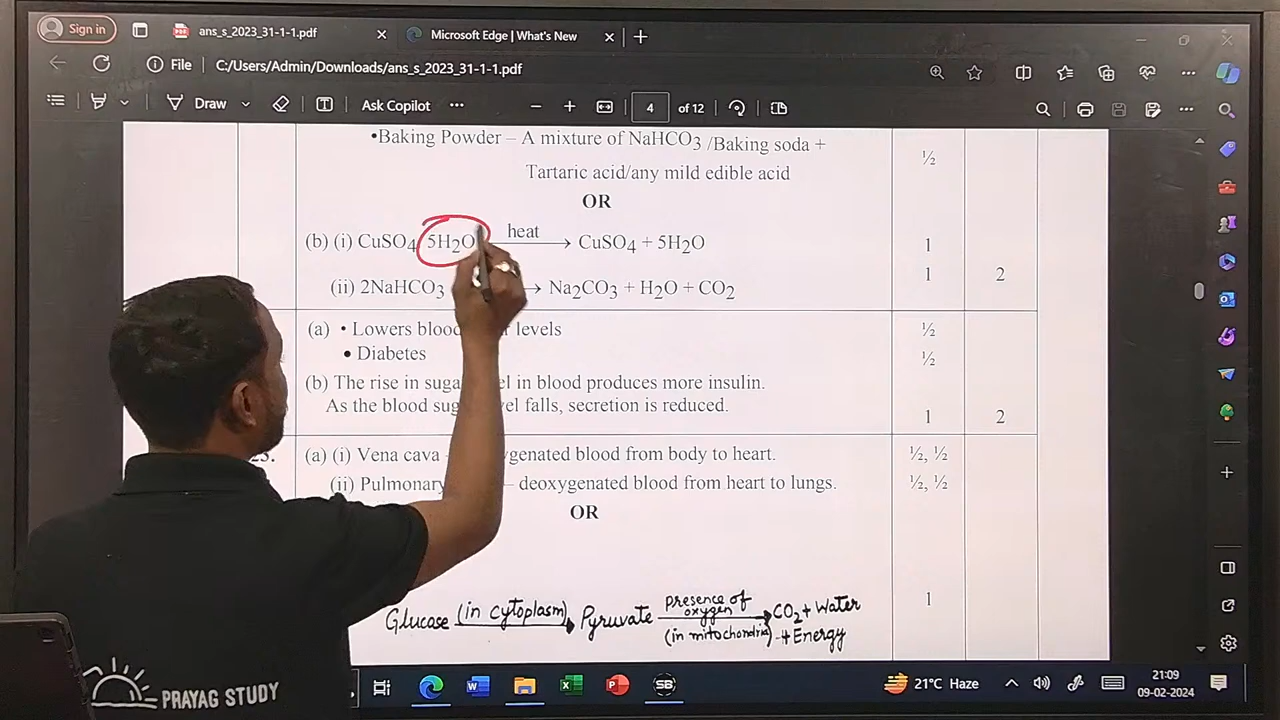 Sign in
ans_s_2023_31-1-1.pdf
Microsoft Edge | What's New
File
C:/Users/Admin/Downloads/ans_s_2023_31-1-1.pdf
Draw
Ask Copilot
4
of 12
•Baking Powder – A mixture of NaHCO3 /Baking soda +
½
Tartaric acid/any mild edible acid
OR
(b) (i) CuSO4 5H2O heat CuSO4 + 5H2O
1
(ii) 2NaHCO3 → Na2CO3 + H2O + CO2
1
2
(a) • Lowers blood levels
½
• Diabetes
½
(b) The rise in in blood produces more insulin.
As the blood falls, secretion is reduced.
1
2
(a) (i) Vena cava blood from body to heart.
½, ½
(ii) Pulmonary – deoxygenated blood from heart to lungs.
½, ½
OR
Glucose (in cytoplasm) Pyruvate presence of oxygen (in mitochondria) CO2 + Water + Energy
1
PRAYAG STUDY
21°C Haze
21:09
09-02-2024